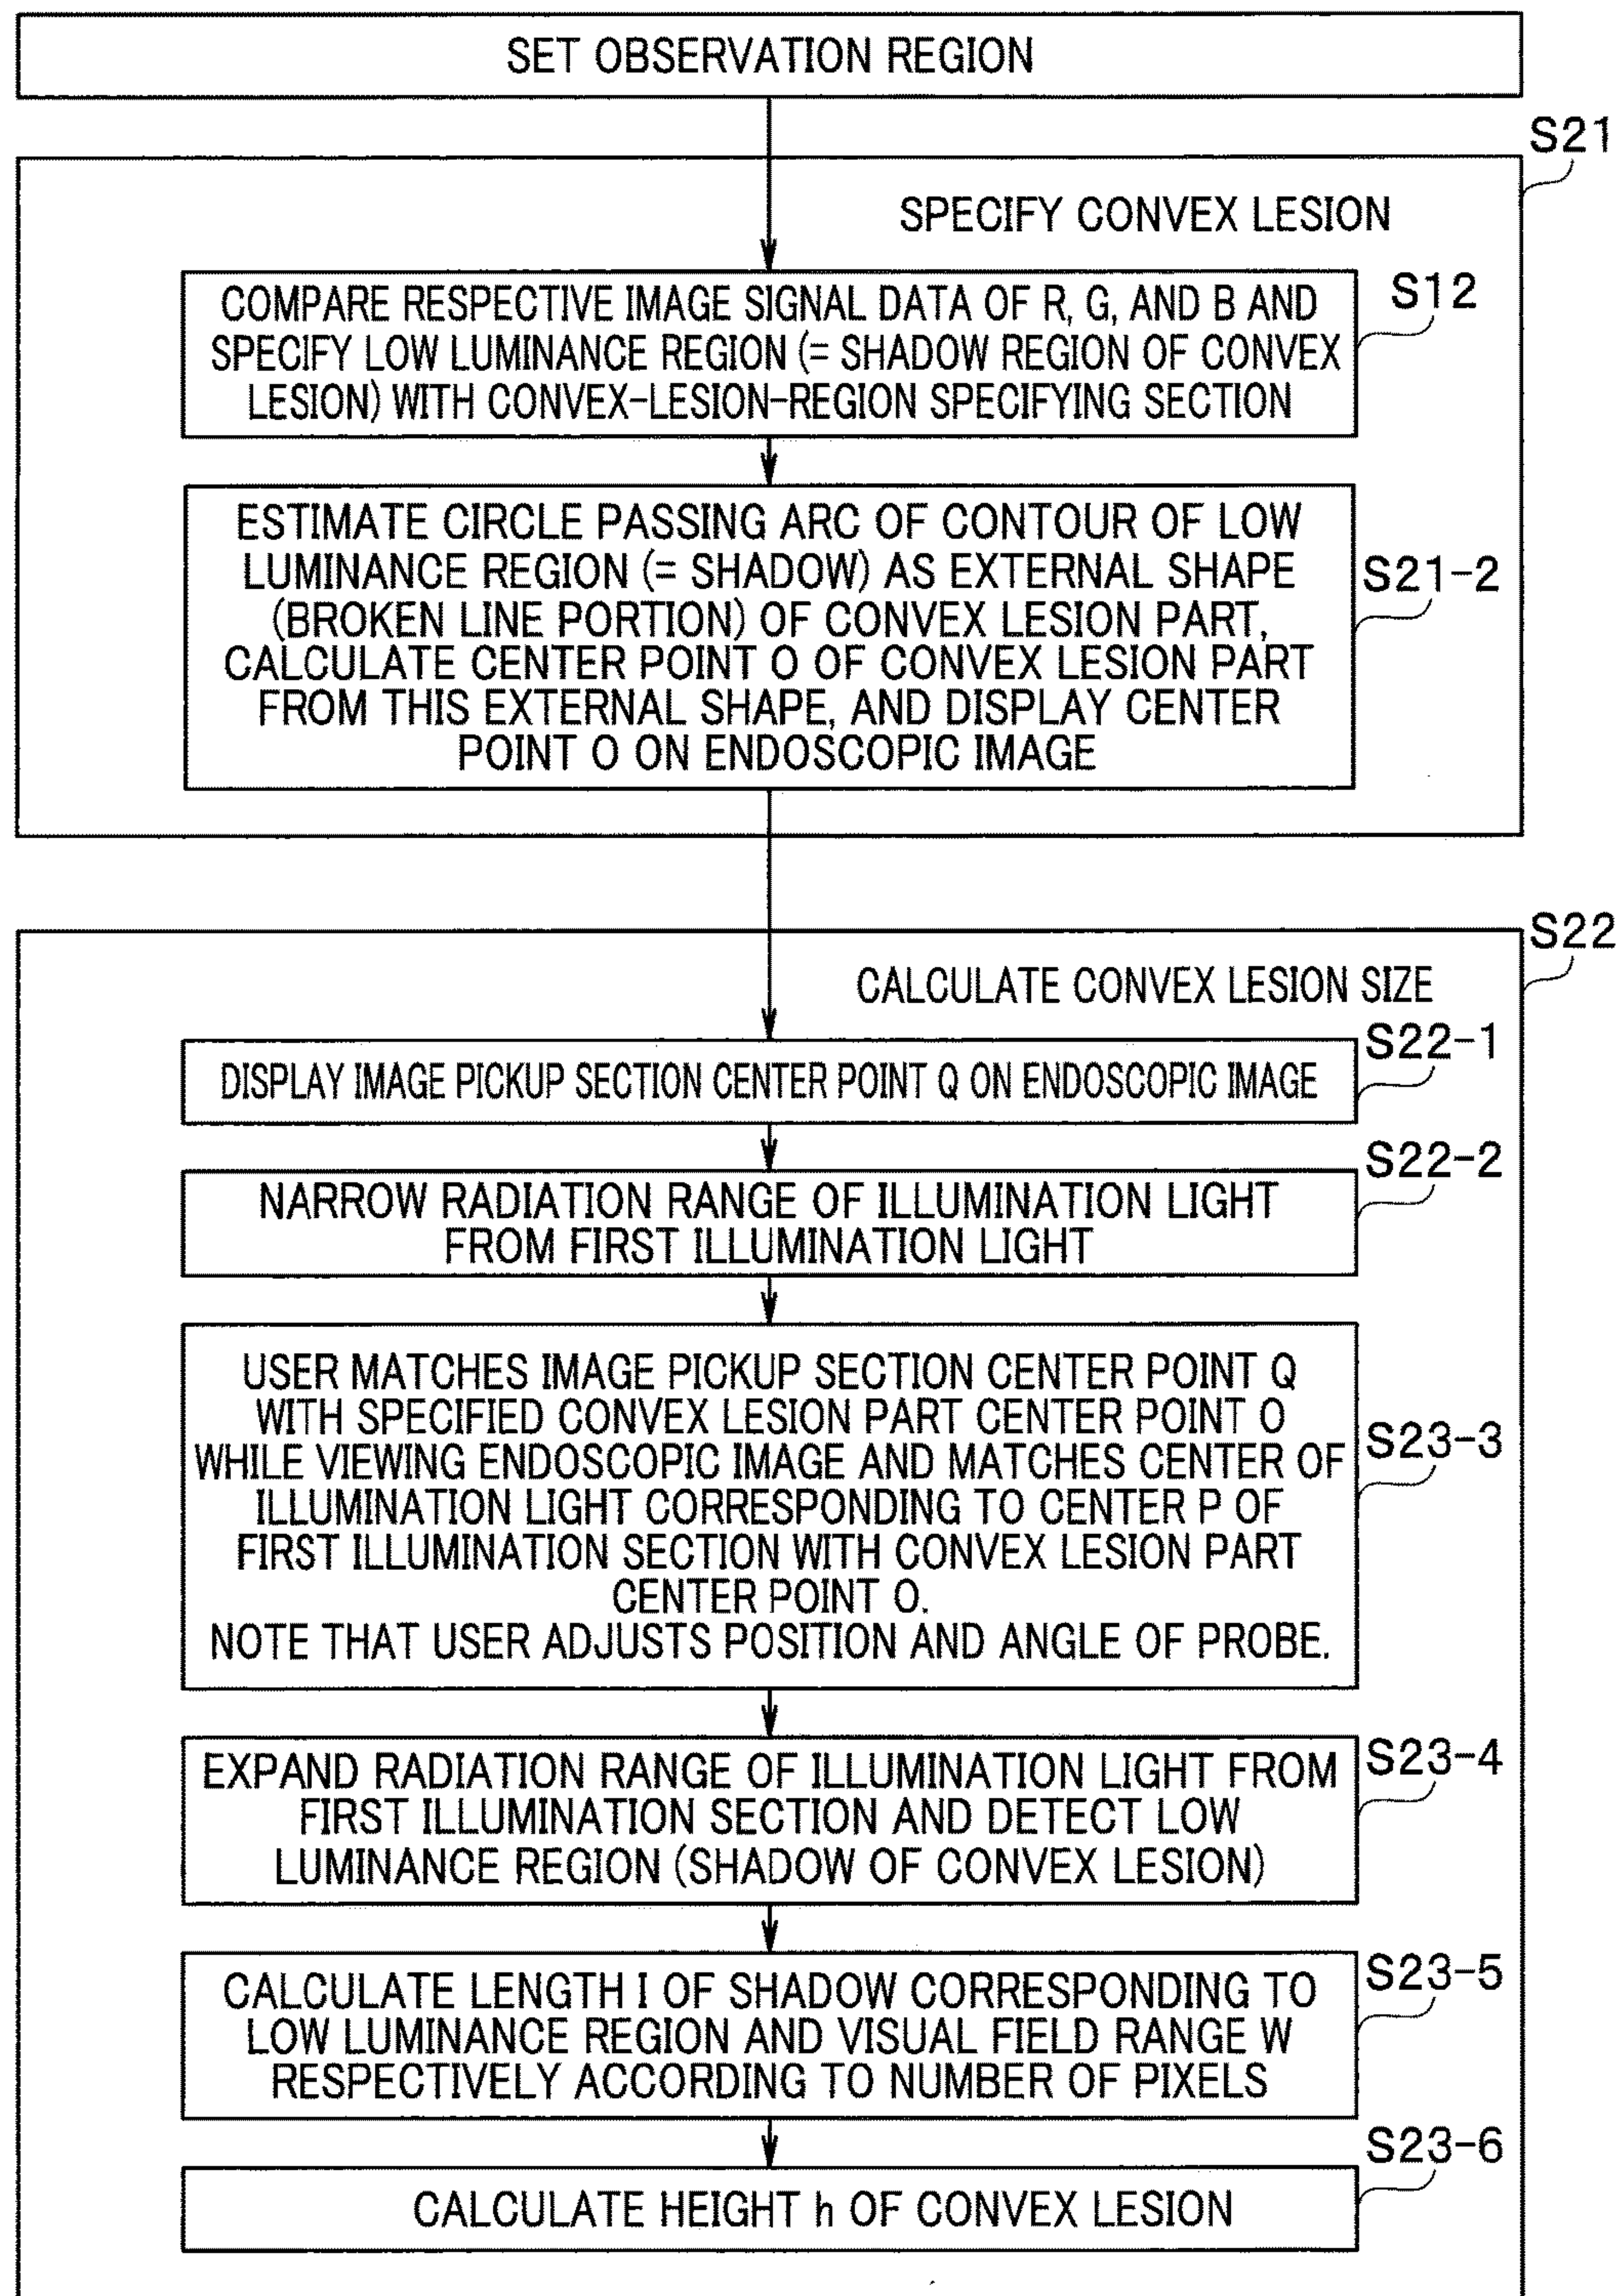 SET OBSERVATION REGION
S21
SPECIFY CONVEX LESION
S12
COMPARE RESPECTIVE IMAGE SIGNAL DATA OF R, G, AND B AND
SPECIFY LOW LUMINANCE REGION (= SHADOW REGION OF CONVEX
LESION) WITH CONVEX-LESION-REGION SPECIFYING SECTION
S21-2
ESTIMATE CIRCLE PASSING ARC OF CONTOUR OF LOW
LUMINANCE REGION (= SHADOW) AS EXTERNAL SHAPE
(BROKEN LINE PORTION) OF CONVEX LESION PART,
CALCULATE CENTER POINT O OF CONVEX LESION PART
FROM THIS EXTERNAL SHAPE, AND DISPLAY CENTER
POINT O ON ENDOSCOPIC IMAGE
S22
CALCULATE CONVEX LESION SIZE
S22-1
DISPLAY IMAGE PICKUP SECTION CENTER POINT Q ON ENDOSCOPIC IMAGE
S22-2
NARROW RADIATION RANGE OF ILLUMINATION LIGHT
FROM FIRST ILLUMINATION LIGHT
S23-3
USER MATCHES IMAGE PICKUP SECTION CENTER POINT Q
WITH SPECIFIED CONVEX LESION PART CENTER POINT O
WHILE VIEWING ENDOSCOPIC IMAGE AND MATCHES CENTER OF
ILLUMINATION LIGHT CORRESPONDING TO CENTER P OF
FIRST ILLUMINATION SECTION WITH CONVEX LESION PART
CENTER POINT O.
NOTE THAT USER ADJUSTS POSITION AND ANGLE OF PROBE.
S23-4
EXPAND RADIATION RANGE OF ILLUMINATION LIGHT FROM
FIRST ILLUMINATION SECTION AND DETECT LOW
LUMINANCE REGION (SHADOW OF CONVEX LESION)
S23-5
CALCULATE LENGTH I OF SHADOW CORRESPONDING TO
LOW LUMINANCE REGION AND VISUAL FIELD RANGE W
RESPECTIVELY ACCORDING TO NUMBER OF PIXELS
S23-6
CALCULATE HEIGHT h OF CONVEX LESION